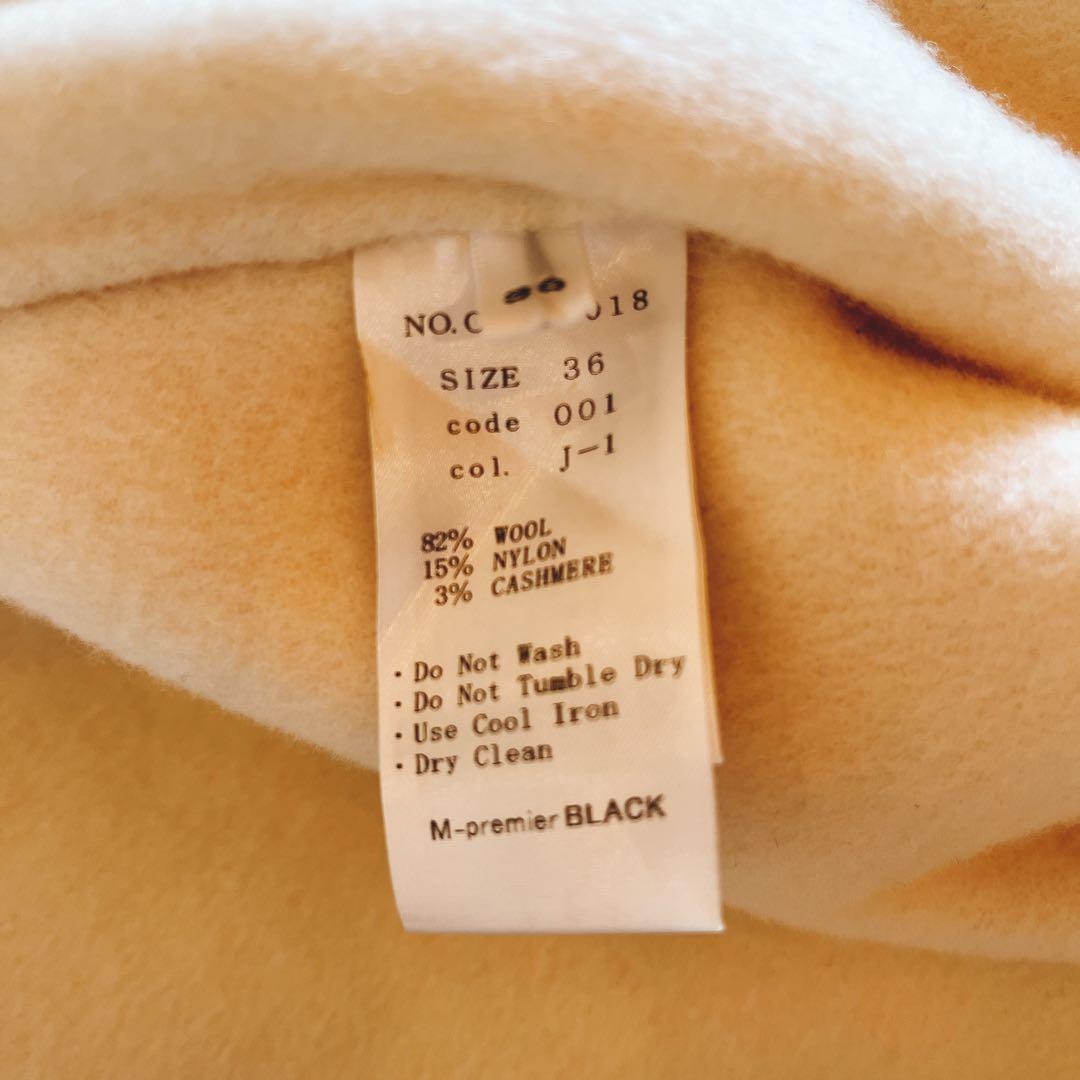 NO. 18
SIZE 36
code 001
col. J-1
82% WOOL
15% NYLON
3% CASHMERE
・Do Not Wash
・Do Not Tumble Dry
・Use Cool Iron
・Dry Clean
M-premier BLACK